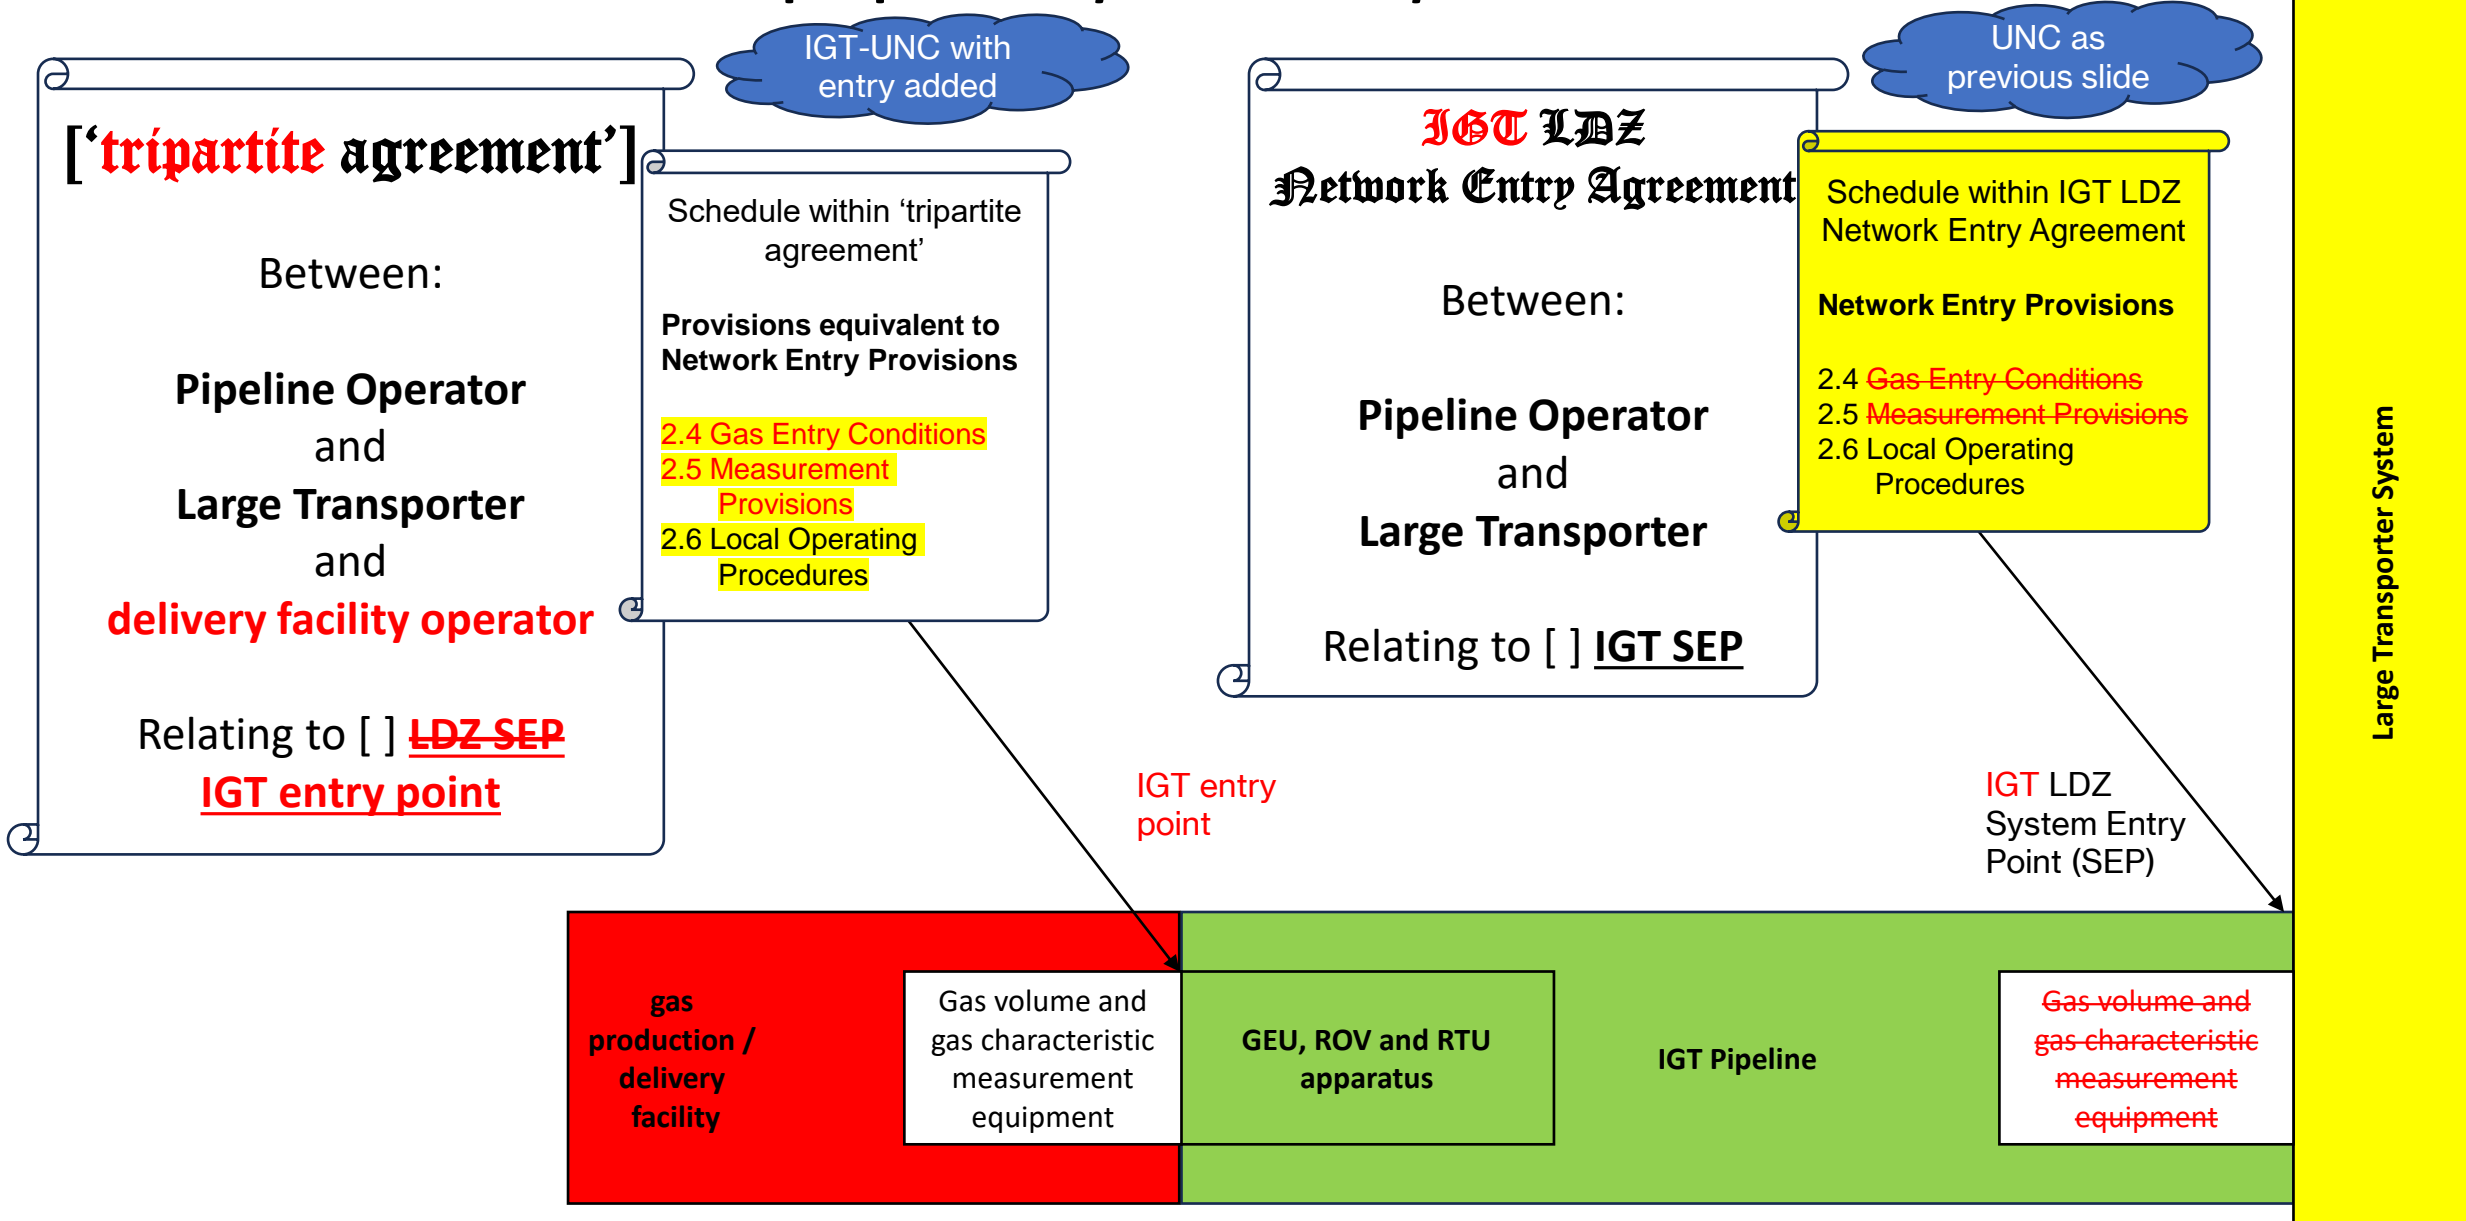 IGT-UNC with
entry added
UNC as
previous slide
['tripartite agreement']
Between:
Pipeline Operator
and
Large Transporter
and
delivery facility operator
Relating to [ ] LDZ SEP
IGT entry point
Schedule within 'tripartite
agreement'
Provisions equivalent to
Network Entry Provisions
2.4 Gas Entry Conditions
2.5 Measurement
Provisions
2.6 Local Operating
Procedures
IGT LDZ
Network Entry Agreement
Between:
Pipeline Operator
and
Large Transporter
Relating to [ ] IGT SEP
Schedule within IGT LDZ
Network Entry Agreement
Network Entry Provisions
2.4 Gas Entry Conditions
2.5 Measurement Provisions
2.6 Local Operating
Procedures
Large Transporter System
IGT entry
point
IGT LDZ
System Entry
Point (SEP)
gas
production /
delivery
facility
Gas volume and
gas characteristic
measurement
equipment
GEU, ROV and RTU
apparatus
IGT Pipeline
Gas volume and
gas characteristic
measurement
equipment